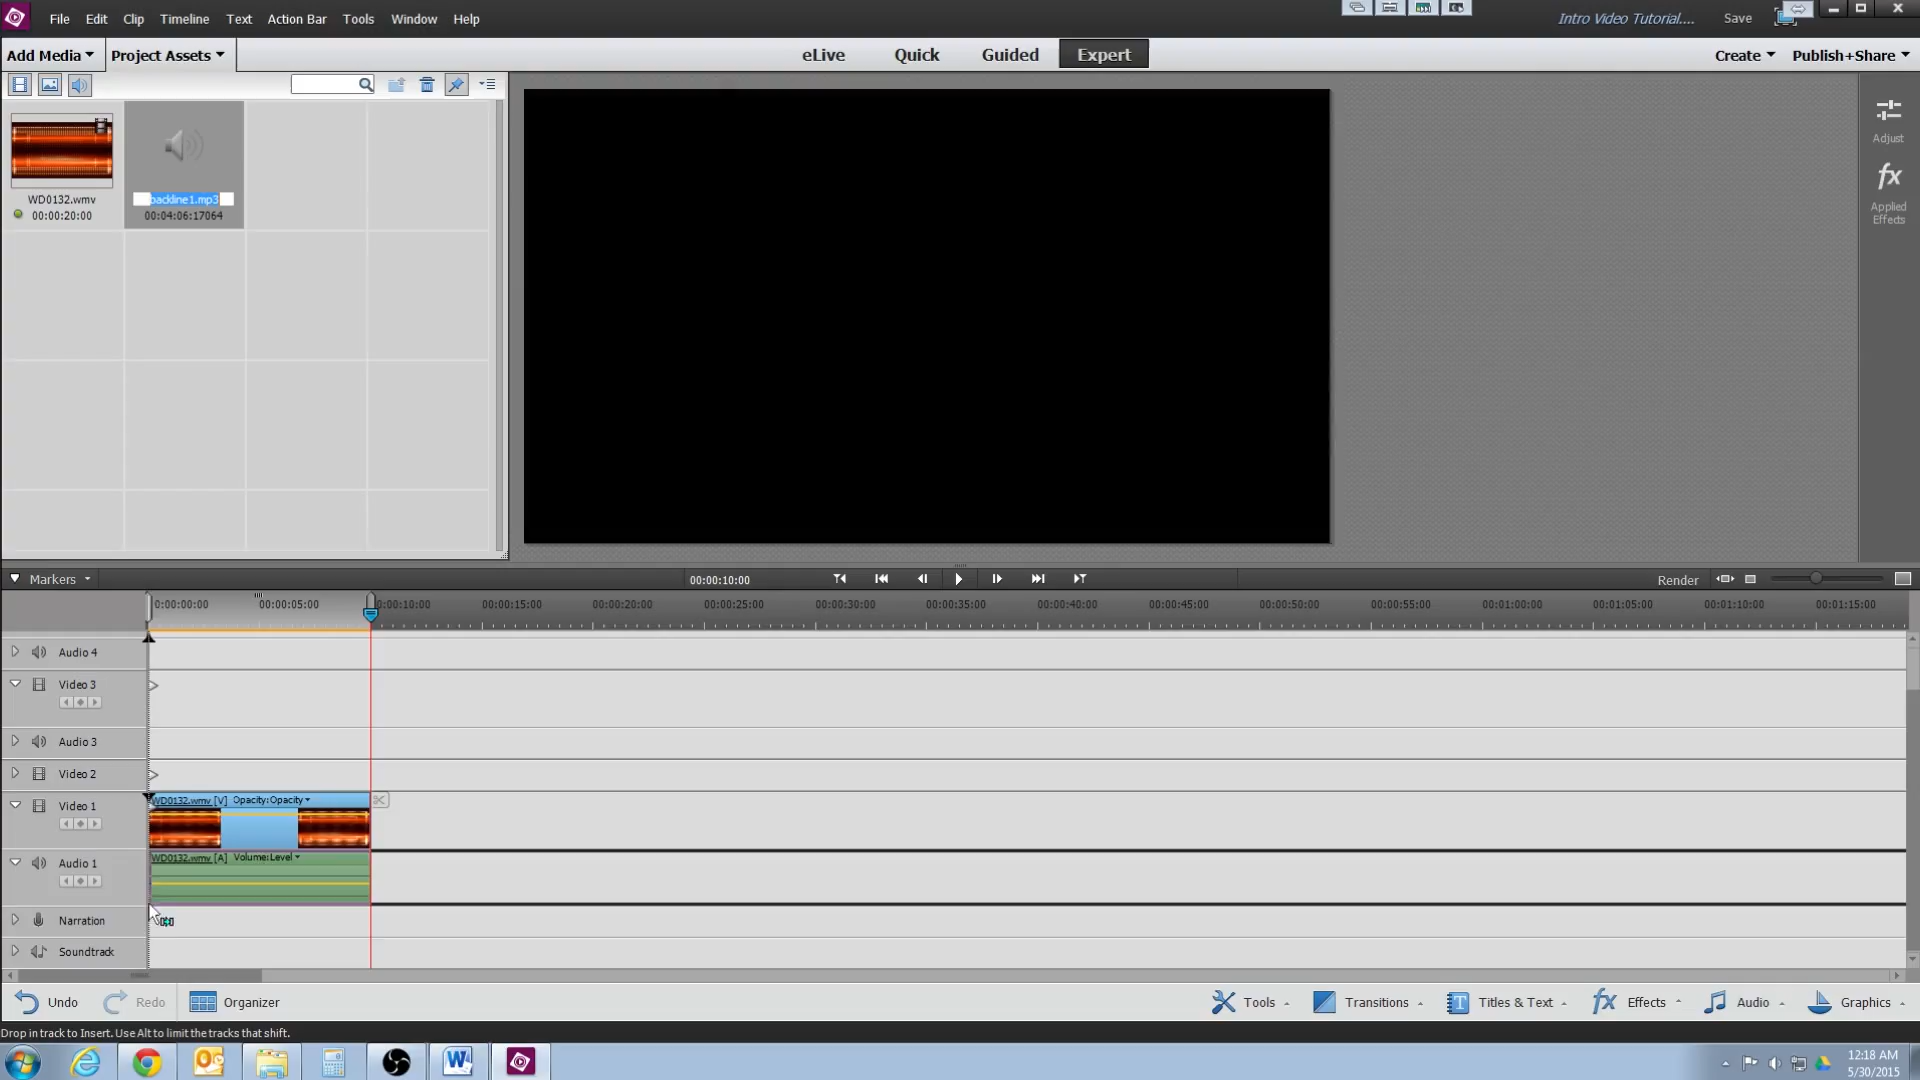 File Edit Clip Timeline Text Action Bar Tools Window Help
Intro Video Tutorial.... Save
Add Media Project Assets eLive Quick Guided Expert Create Publish+Share
WD0132.wmv
00:00:20:00
backline1.mp3
00:04:06:17064
Adjust
fx
Applied
Effects
Markers 00:00:10:00 Render
0:00:00:00 00:00:05:00 0:00:10:00 00:00:15:00 00:00:20:00 00:00:25:00 00:00:30:00 00:00:35:00 00:00:40:00 00:00:45:00 00:00:50:00 00:00:55:00 00:01:00:00 00:01:05:00 00:01:10:00 00:01:15:00
Audio 4
Video 3
Audio 3
Video 2
Video 1 WD0132.wmv [V] Opacity:Opacity
Audio 1 WD0132.wmv [A] Volume:Level
Narration
Soundtrack
Undo Redo Organizer Tools Transitions Titles & Text fx Effects Audio Graphics
Drop in track to Insert. Use Alt to limit the tracks that shift.
12:18 AM
5/30/2015